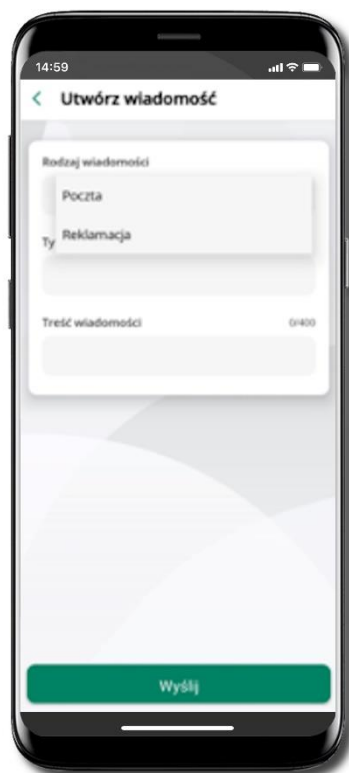 14:59
Utwórz wiadomość
Rodzaj wiadomości
Poczta
Reklamacja
Ty
Treść wiadomości 0/400
Wyślij